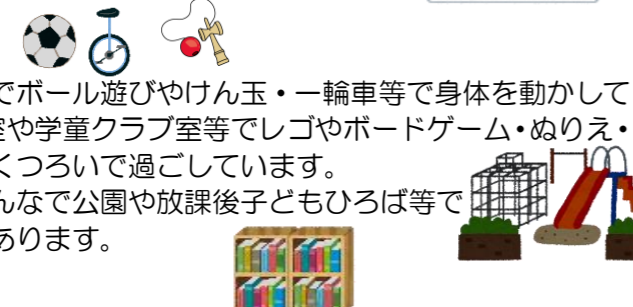 でボール遊びやけん玉・一輪車等で身体を動かして
室や学童クラブ室等でレゴやボードゲーム・ぬりえ・
くつろいで過ごしています。
んなで公園や放課後子どもひろば等で
あります。